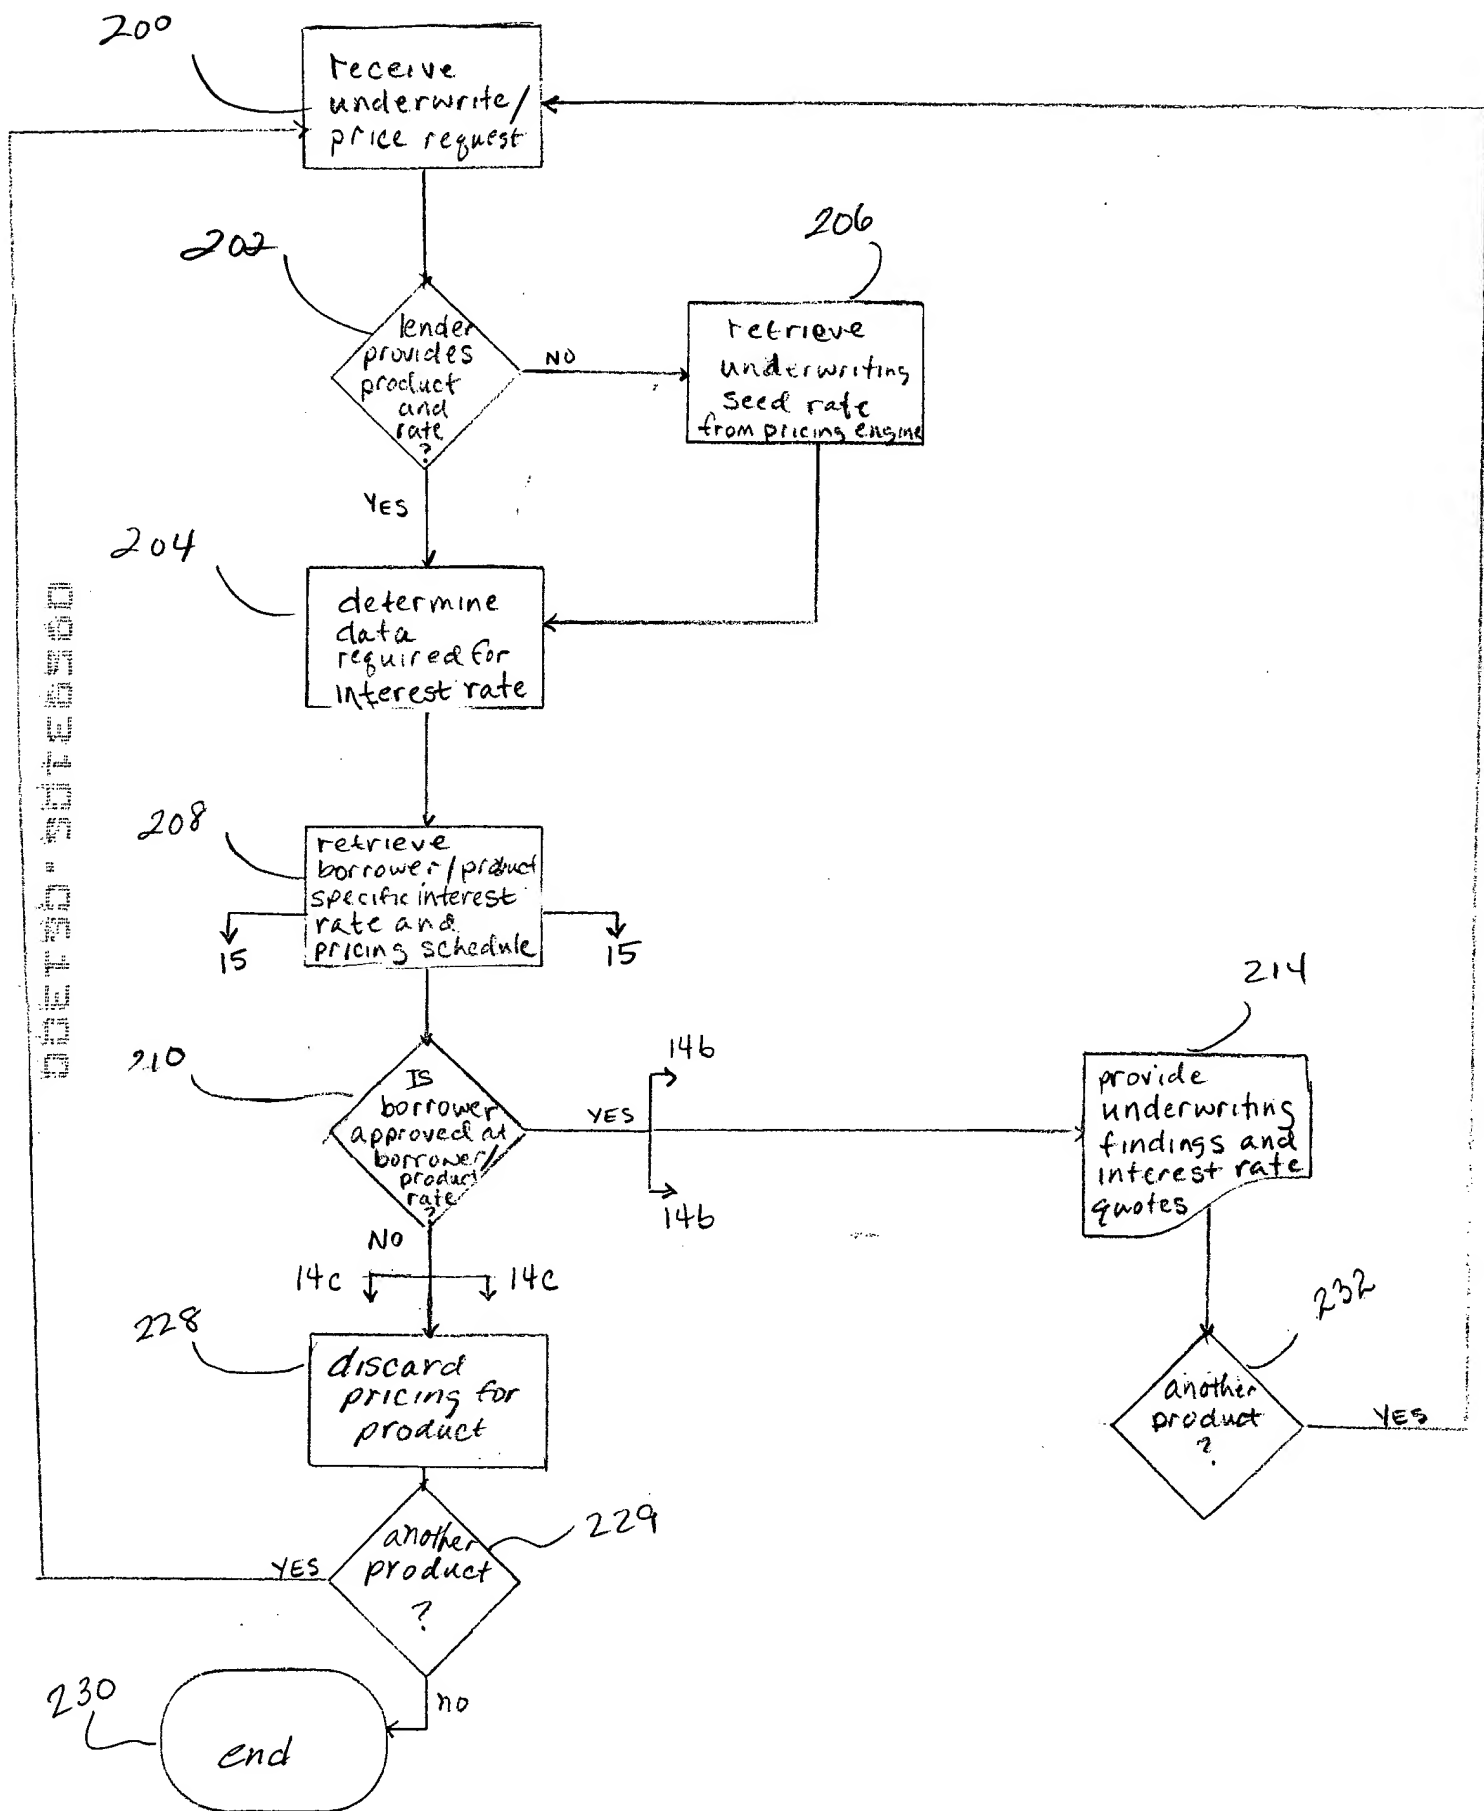 200
receive
underwrite/
price request
202
lender
provides
product
and
rate
?
NO
YES
206
retrieve
underwriting
seed rate
from pricing engine
204
determine
data
required for
interest rate
208
retrieve
borrower/product
specific interest
rate and
pricing schedule
15
15
210
IS
borrower
approved at
borrower/
product
rate
?
YES
14b
14b
NO
14c
14c
214
provide
underwriting
findings and
interest rate
quotes
228
discard
pricing for
product
232
another
product
?
YES
229
another
product
?
YES
no
230
end